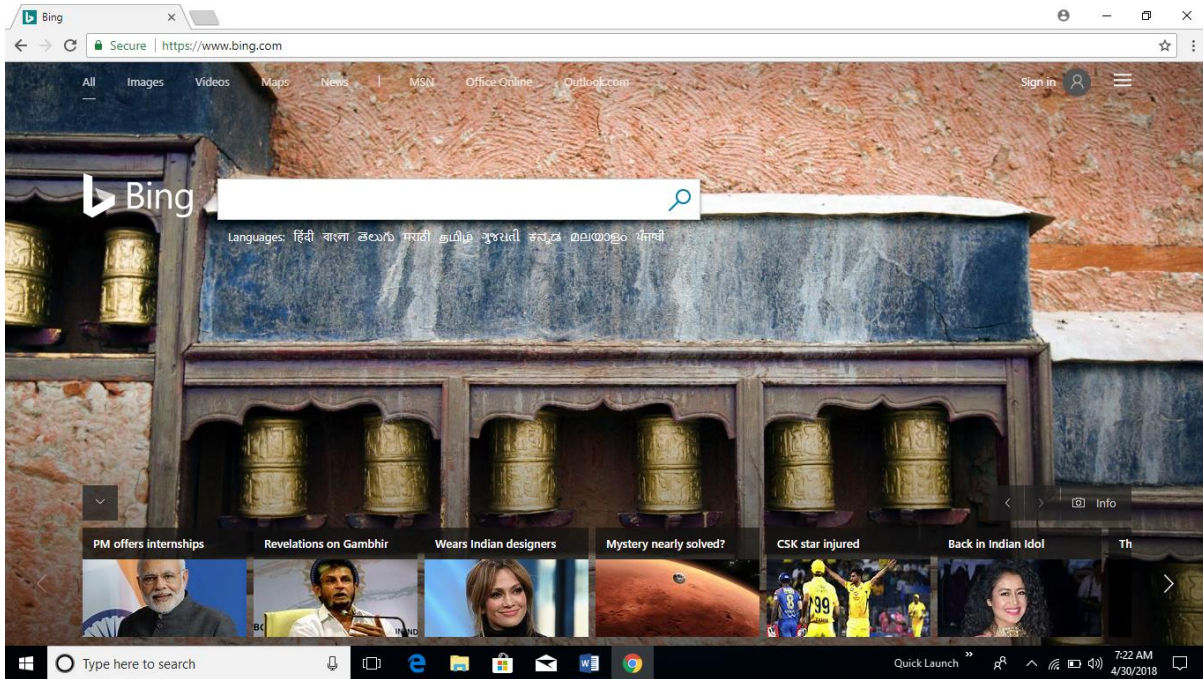 Bing
Secure | https://www.bing.com
All Images Videos Maps News | MSN Office Online Outlook.com Sign in
Bing
Languages: हिंदी বাংলা తెలుగు मराठी தமிழ் ગુજરાતી ಕನ್ನಡ മലയാളം ਪੰਜਾਬੀ
Info
PM offers internships Revelations on Gambhir Wears Indian designers Mystery nearly solved? CSK star injured Back in Indian Idol Th
99
Type here to search Quick Launch 7:22 AM
4/30/2018